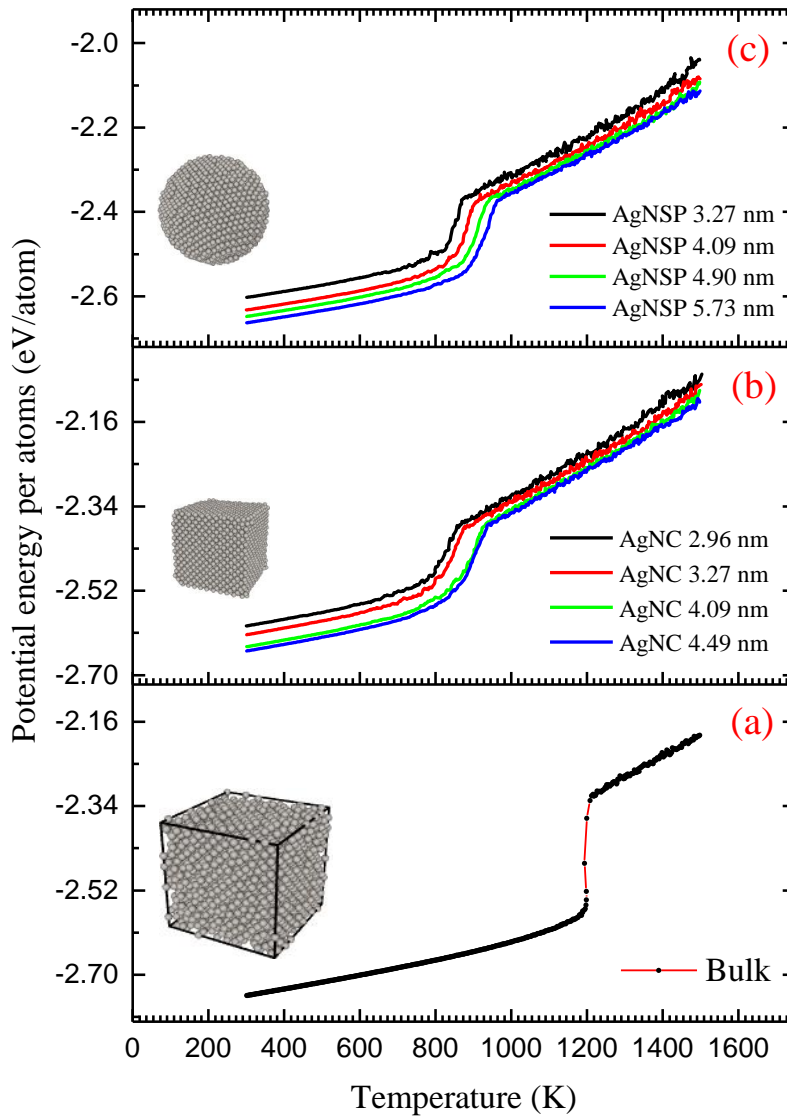 Potential energy per atoms (eV/atom)
-2.0
-2.2
-2.4
-2.6
(c)
AgNSP 3.27 nm
AgNSP 4.09 nm
AgNSP 4.90 nm
AgNSP 5.73 nm
-2.16
-2.34
-2.52
-2.70
(b)
AgNC 2.96 nm
AgNC 3.27 nm
AgNC 4.09 nm
AgNC 4.49 nm
-2.16
-2.34
-2.52
-2.70
(a)
Bulk
0 200 400 600 800 1000 1200 1400 1600
Temperature (K)